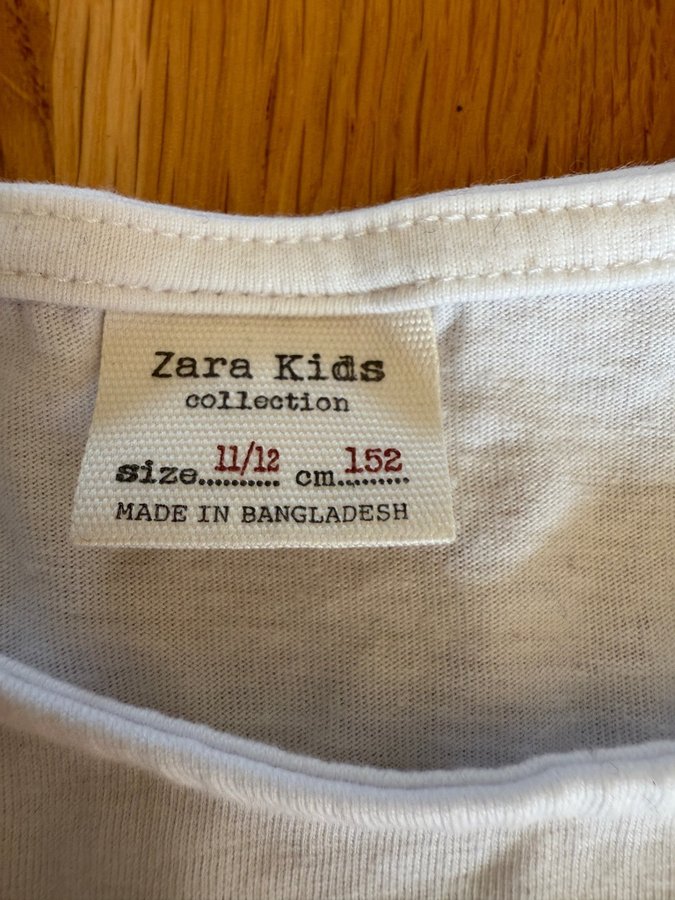 Zara Kids
collection
size.......... 11/12 cm.......... 152
MADE IN BANGLADESH